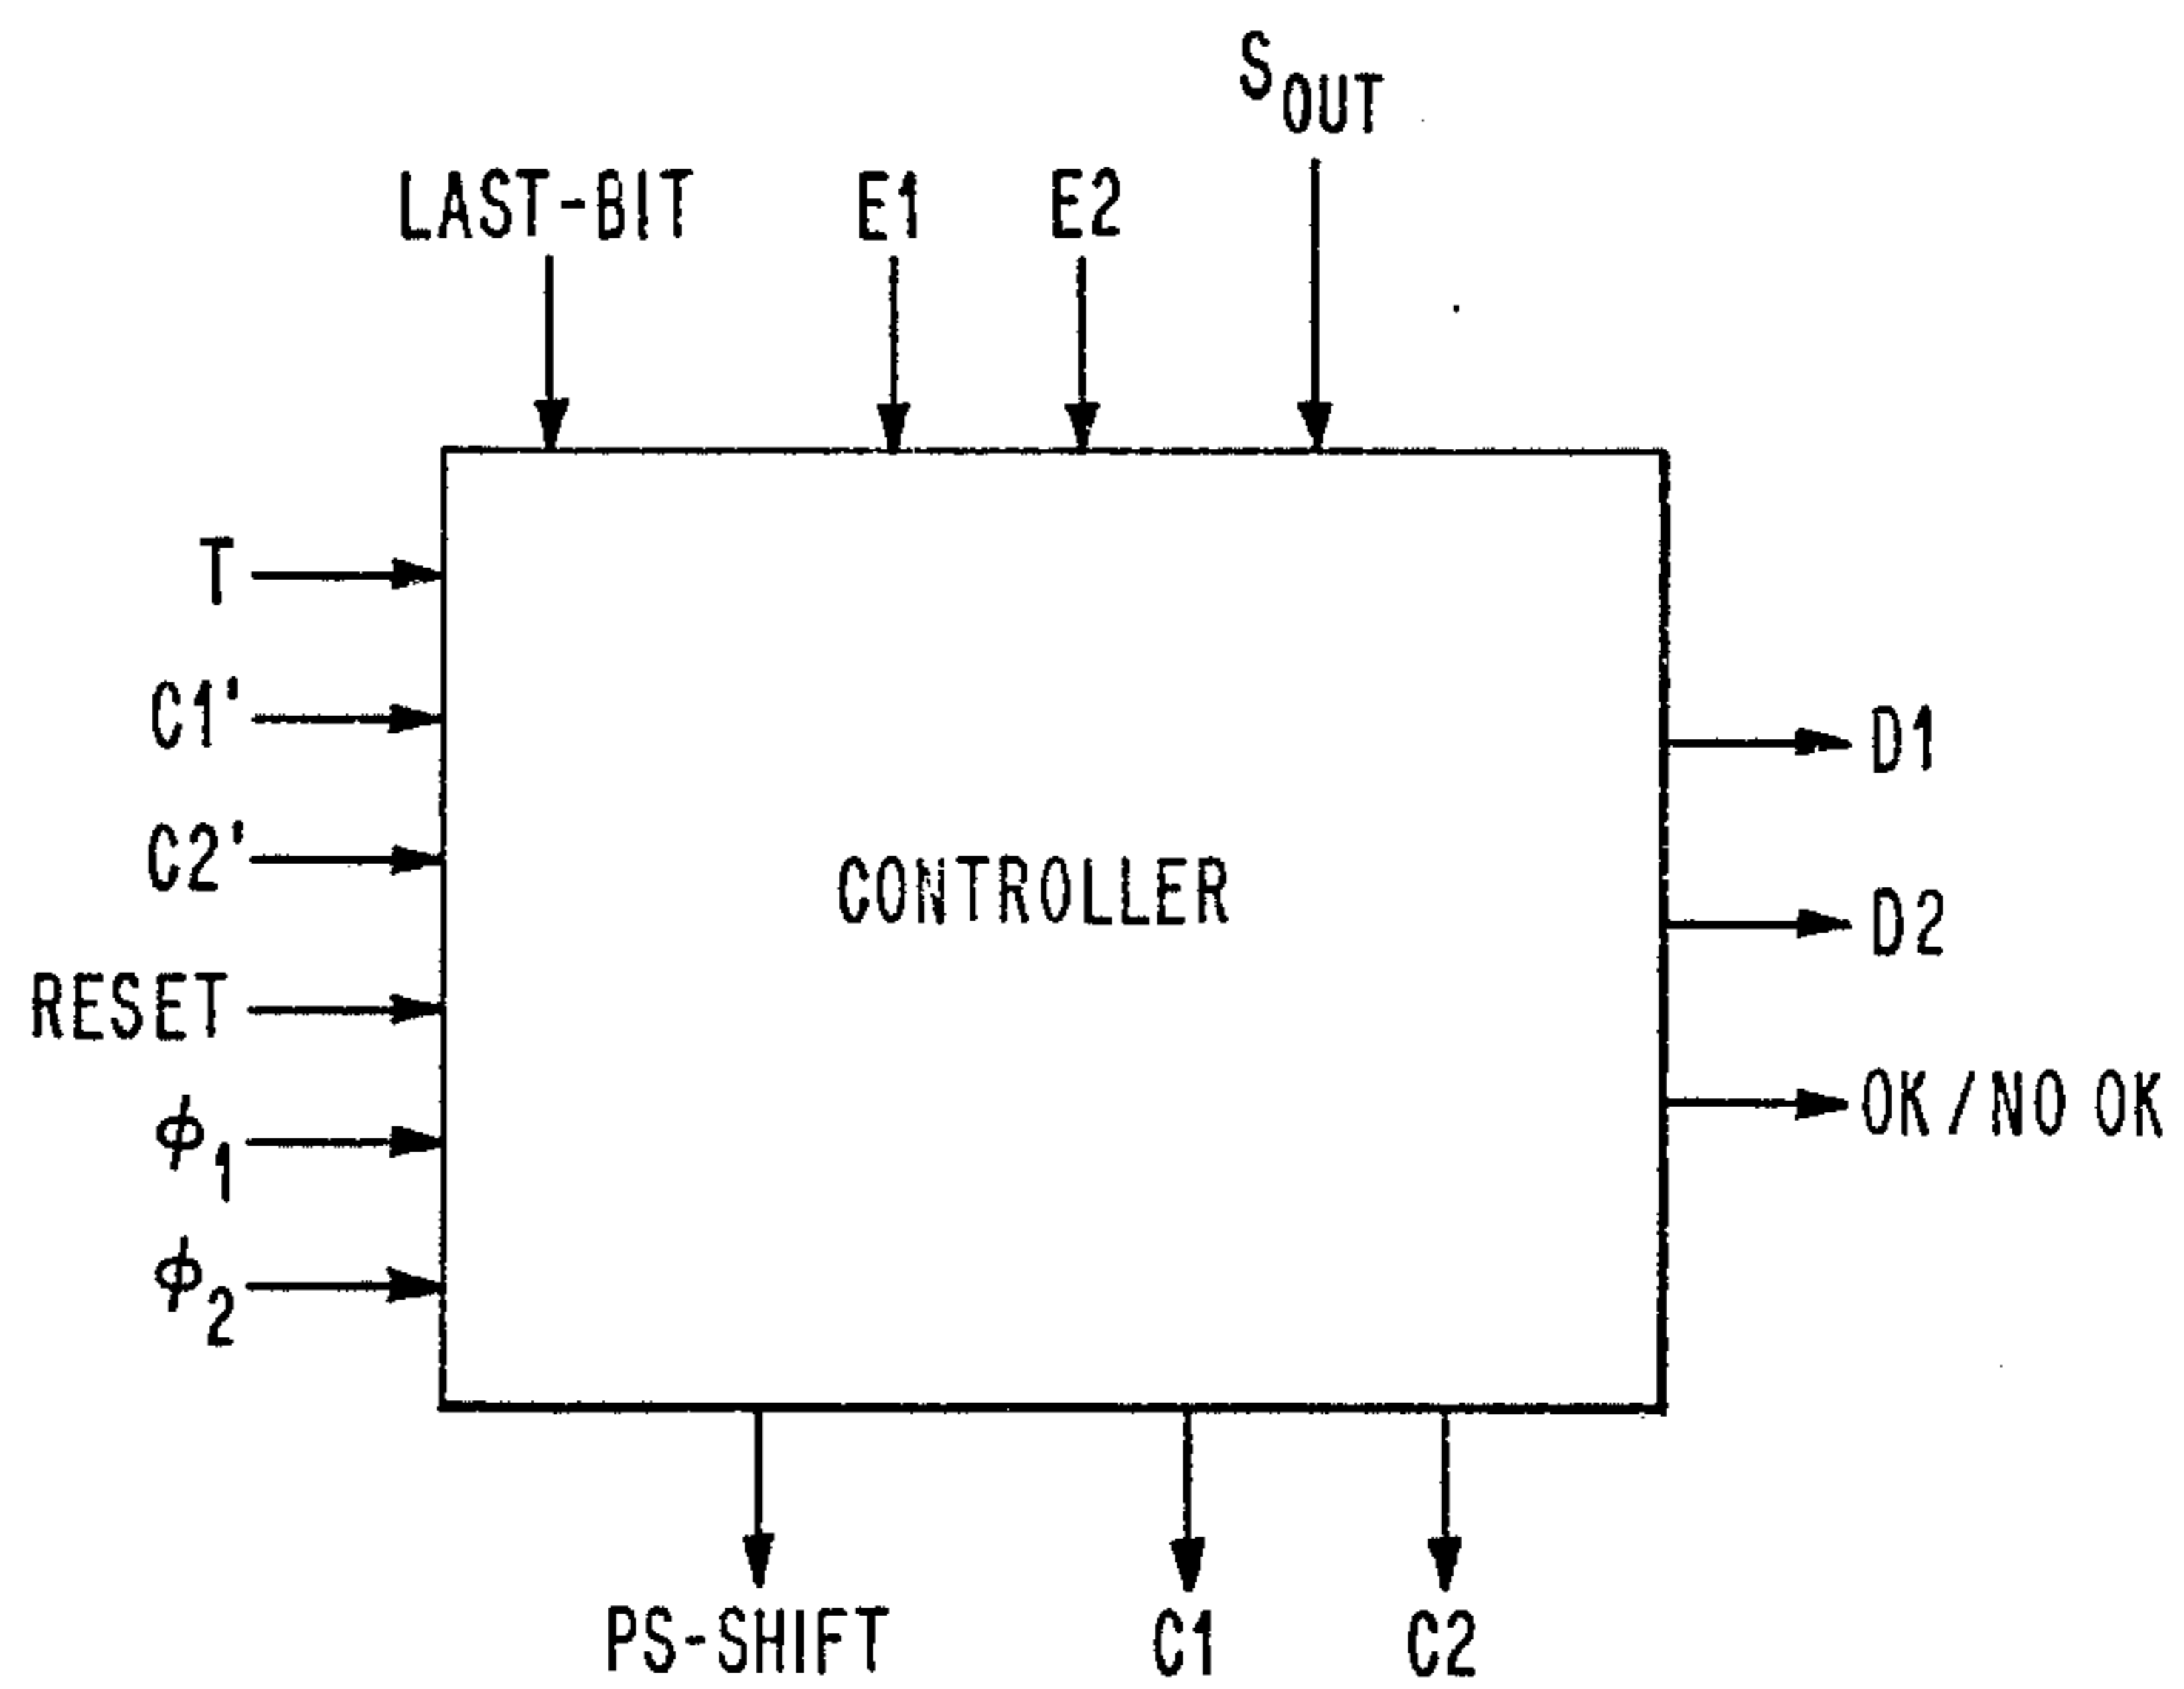 S_OUT
LAST-BIT E1 E2
T
C1'
D1
C2'
CONTROLLER
D2
RESET
OK/NO OK
ϕ1
ϕ2
PS-SHIFT C1 C2